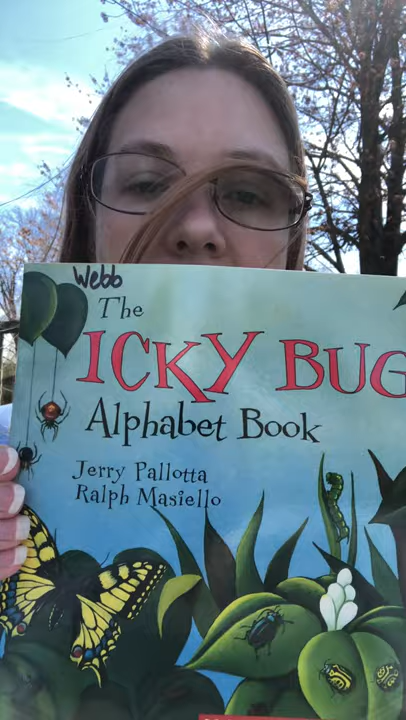 Webb
The
ICKY BUG
Alphabet Book
Jerry Pallotta
Ralph Masiello